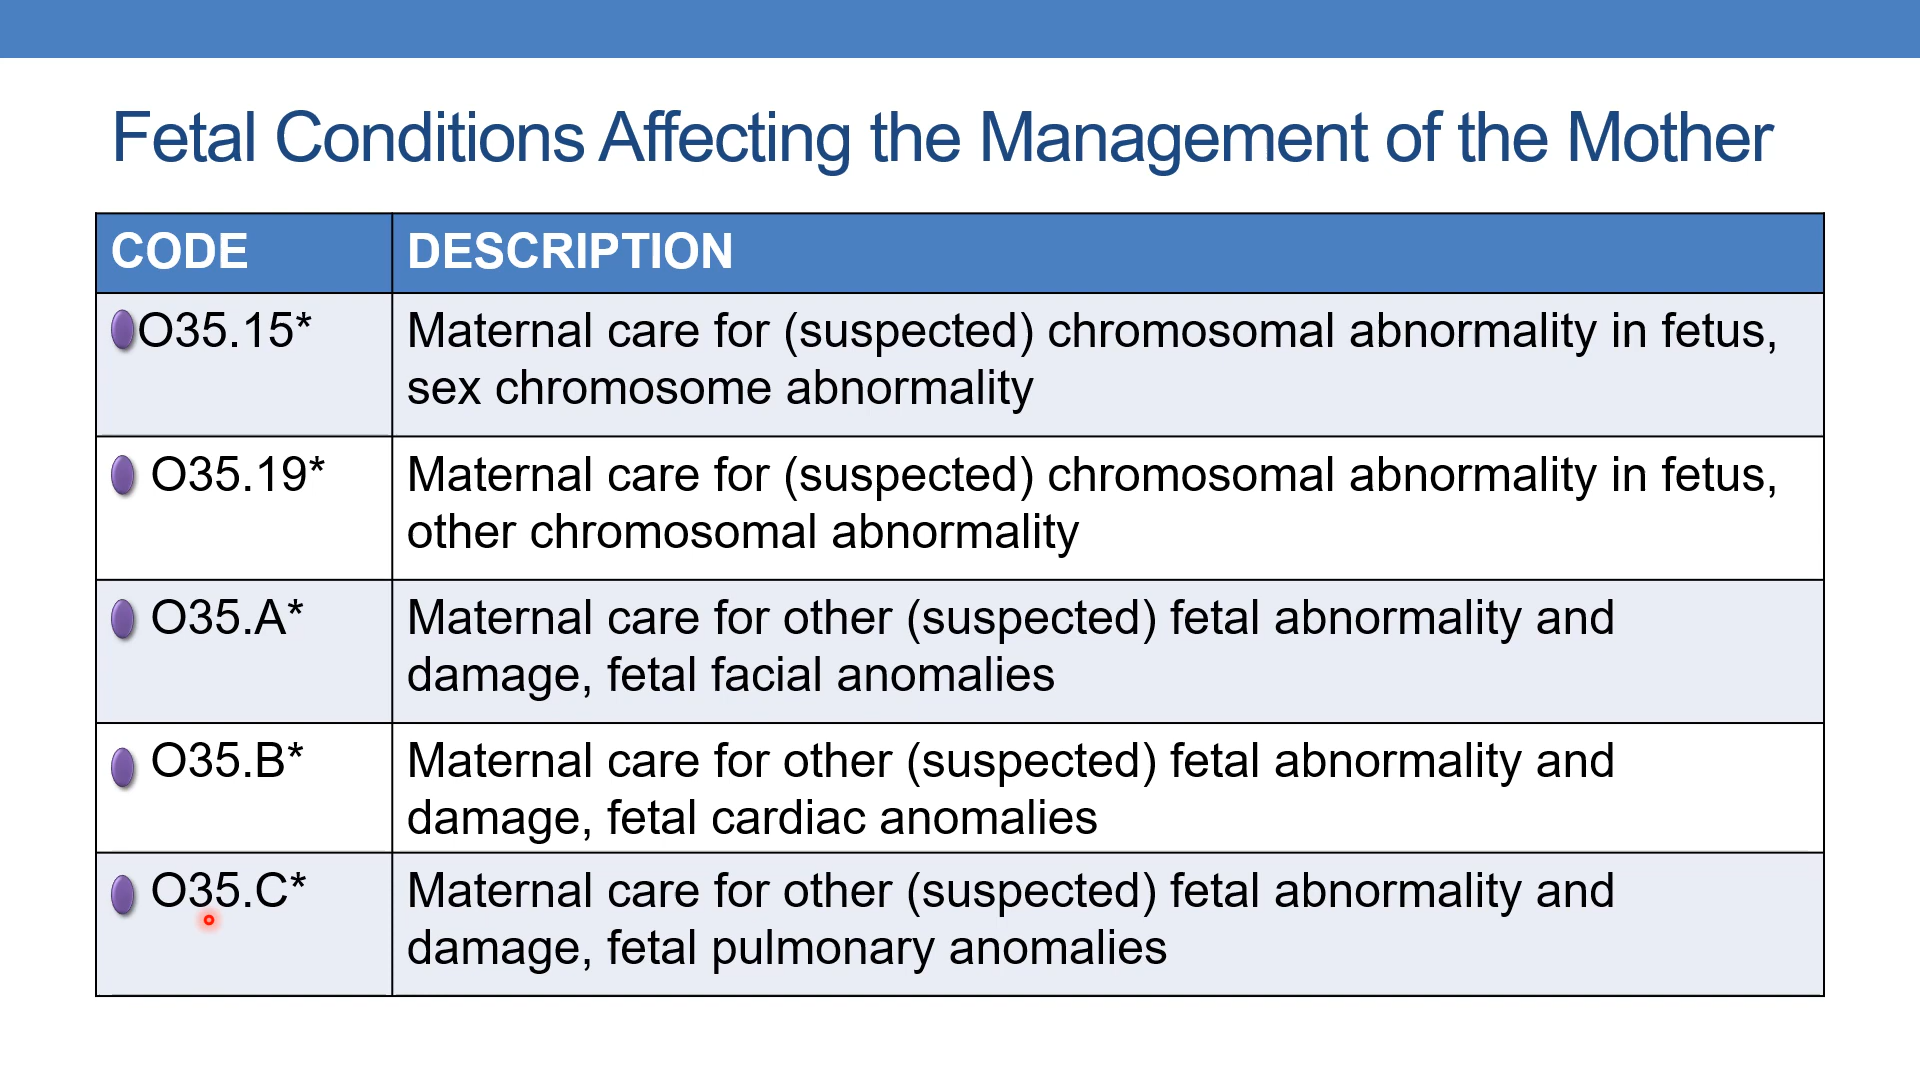 Fetal Conditions Affecting the Management of the Mother
CODE
DESCRIPTION
O35.15*
Maternal care for (suspected) chromosomal abnormality in fetus,
sex chromosome abnormality
O35.19*
Maternal care for (suspected) chromosomal abnormality in fetus,
other chromosomal abnormality
O35.A*
Maternal care for other (suspected) fetal abnormality and
damage, fetal facial anomalies
O35.B*
Maternal care for other (suspected) fetal abnormality and
damage, fetal cardiac anomalies
O35.C*
Maternal care for other (suspected) fetal abnormality and
damage, fetal pulmonary anomalies